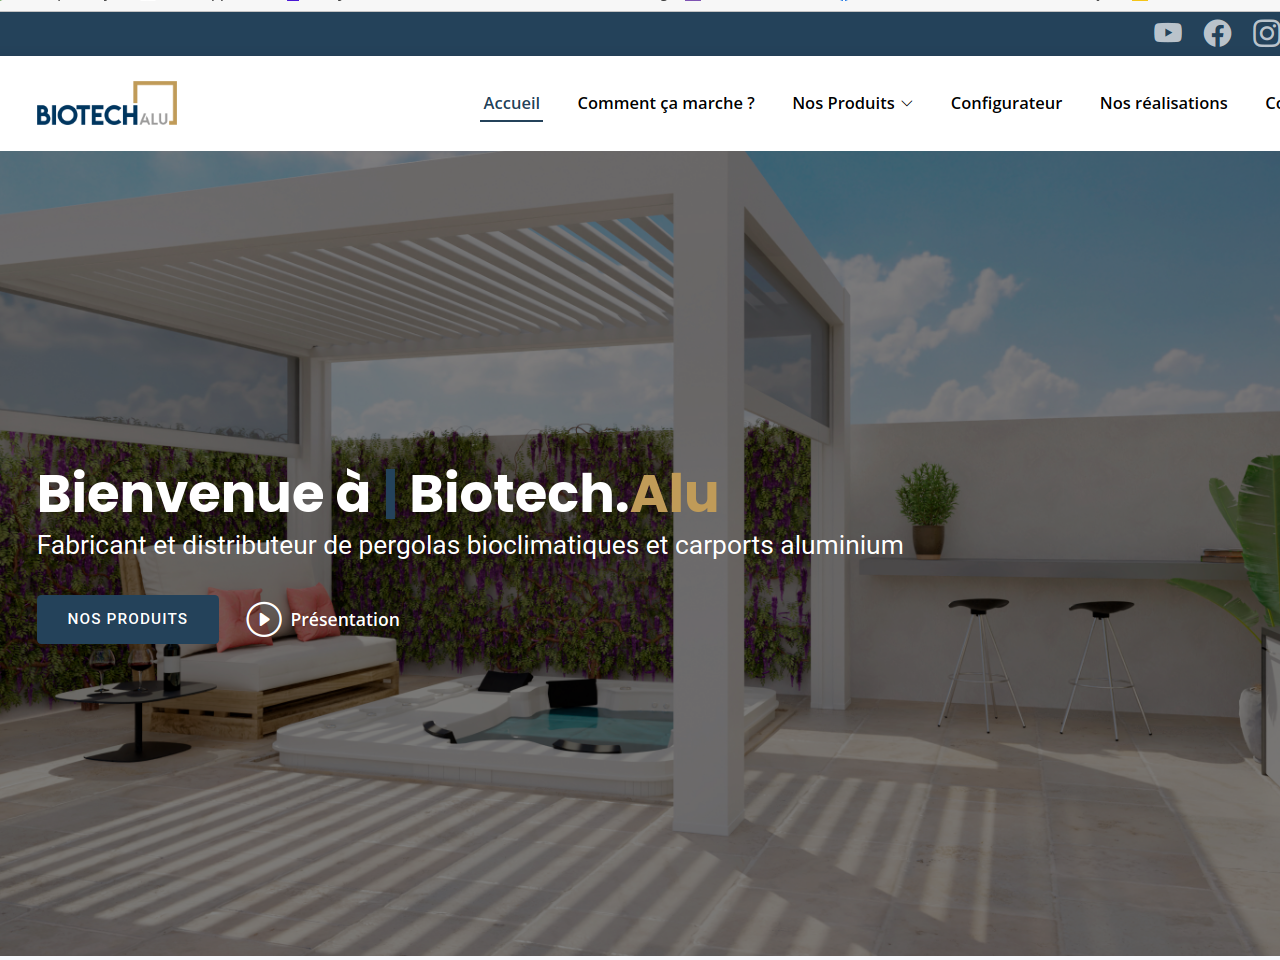 BIOTECH ALU
Accueil Comment ça marche ? Nos Produits Configurateur Nos réalisations
Bienvenue à | Biotech.Alu
Fabricant et distributeur de pergolas bioclimatiques et carports aluminium
NOS PRODUITS Présentation